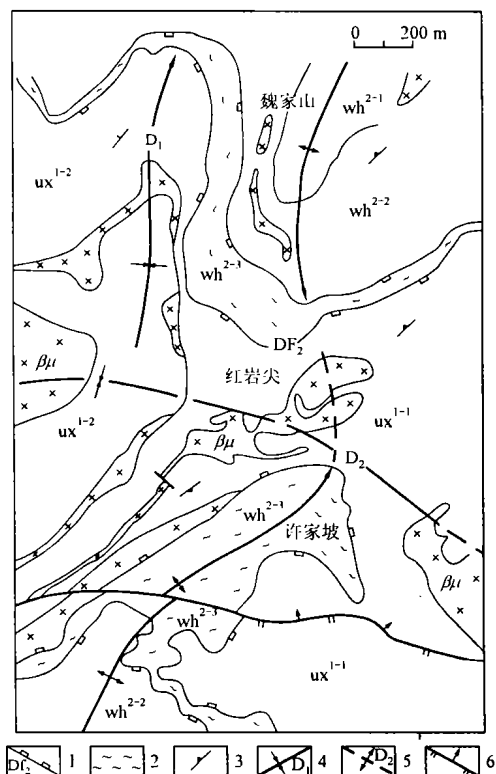 0 200 m
魏家山
wh²⁻¹
D₁
ux¹⁻²
wh²⁻²
wh²⁻³
DF₂
βμ
红岩尖
ux¹⁻²
ux¹⁻¹
βμ
D₂
wh²⁻³
许家坡
βμ
wh²⁻³
ux¹⁻¹
wh²⁻²
Df₂ 1 2 3 D₁ 4 D₂ 5 6